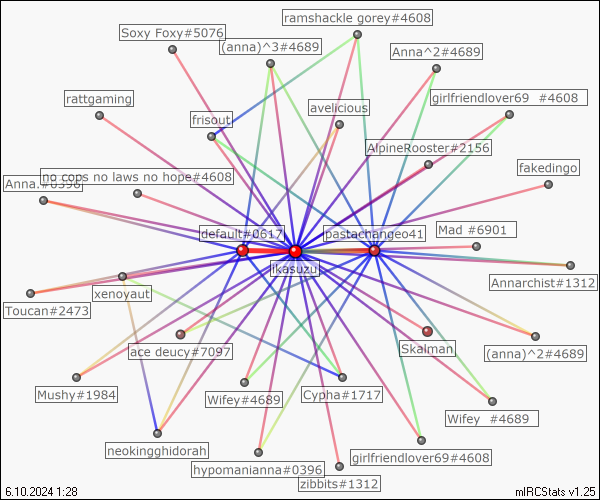 ramshackle gorey#4608
Soxy Foxy#5076
(anna)^3#4689
Anna^2#4689
rattgaming
avelicious
girlfriendlover69 #4608
frisout
AlpineRooster#2156
fakedingo
no cops no laws no hope#4608
Anna.#0396
default#0617
pastachangeo41
Mad #6901
ikasuzu
Annarchist#1312
xenoyaut
Toucan#2473
ace deucy#7097
Skalman
(anna)^2#4689
Mushy#1984
Wifey#4689
Cypha#1717
Wifey #4689
neokingghidorah
girlfriendlover69#4608
hypomanianna#0396
zibbits#1312
6.10.2024 1:28
mIRCStats v1.25